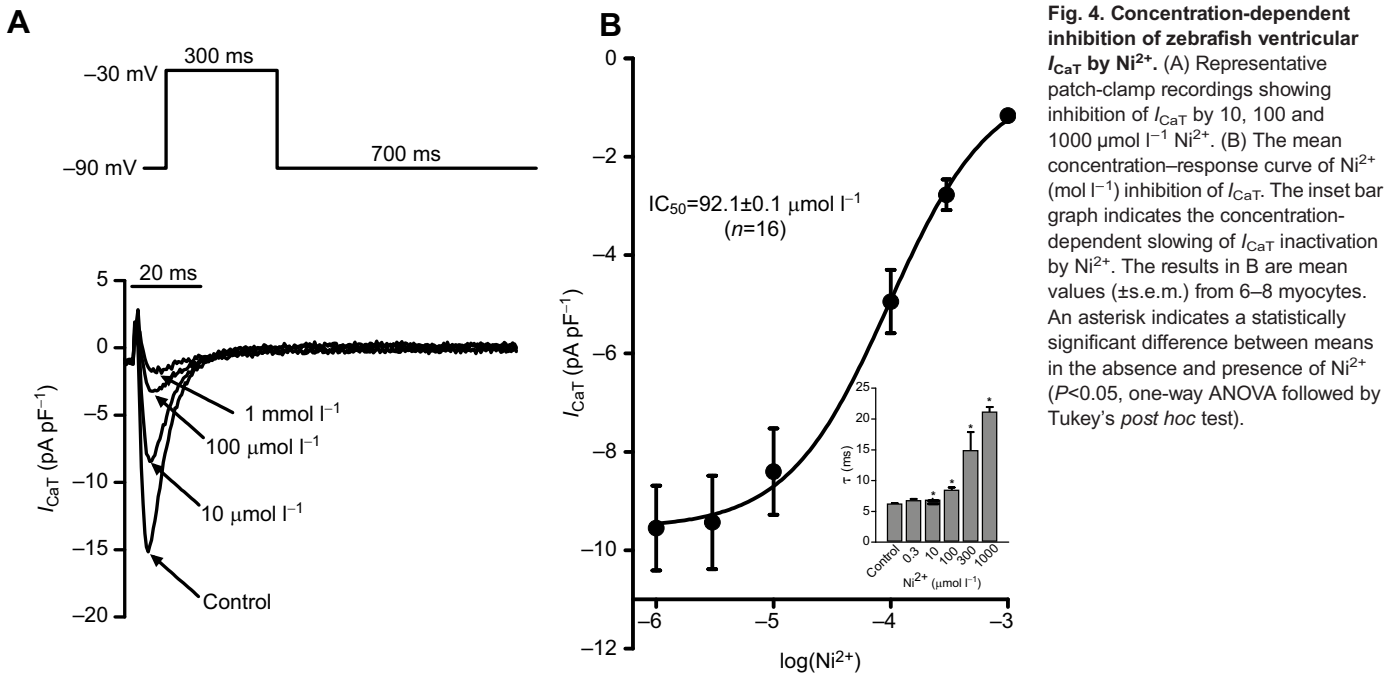 A
300 ms
–30 mV
–90 mV
700 ms
20 ms
5
0
–5
–10
–15
–20
I_CaT (pA pF⁻¹)
1 mmol l⁻¹
100 µmol l⁻¹
10 µmol l⁻¹
Control
B
0
–2
–4
–6
–8
–10
–12
I_CaT (pA pF⁻¹)
IC₅₀=92.1±0.1 µmol l⁻¹
(n=16)
–6
–5
–4
–3
log(Ni²⁺)
25
20
15
10
5
0
τ (ms)
*
*
*
*
Control
0.3
10
100
300
1000
Ni²⁺ (µmol l⁻¹)
Fig. 4. Concentration-dependent
inhibition of zebrafish ventricular
I_CaT by Ni²⁺. (A) Representative
patch-clamp recordings showing
inhibition of I_CaT by 10, 100 and
1000 µmol l⁻¹ Ni²⁺. (B) The mean
concentration–response curve of Ni²⁺
(mol l⁻¹) inhibition of I_CaT. The inset bar
graph indicates the concentration-
dependent slowing of I_CaT inactivation
by Ni²⁺. The results in B are mean
values (±s.e.m.) from 6–8 myocytes.
An asterisk indicates a statistically
significant difference between means
in the absence and presence of Ni²⁺
(P<0.05, one-way ANOVA followed by
Tukey's post hoc test).